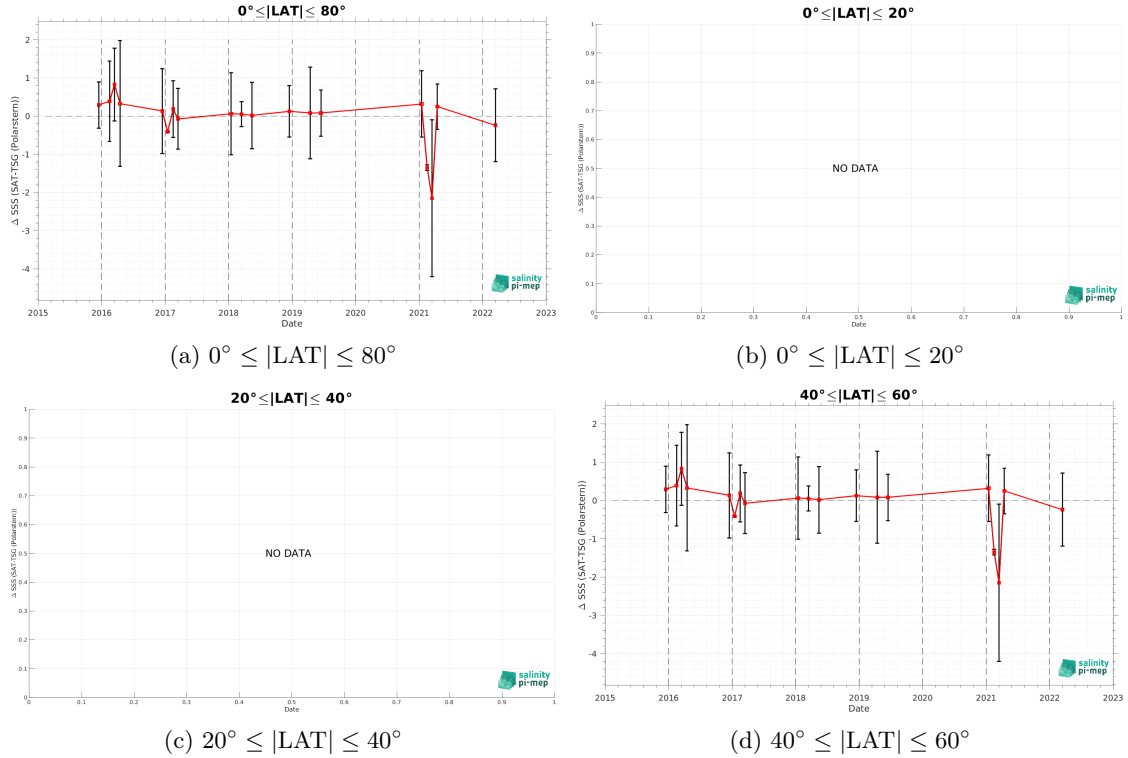 0°≤|LAT|≤ 80°
Δ SSS (SAT-TSG (Polarstern))
2
1
0
-1
-2
-3
-4
2015 2016 2017 2018 2019 2020 2021 2022 2023
Date
salinity
pi-mep
(a) 0° ≤ |LAT| ≤ 80°
0°≤|LAT|≤ 20°
Δ SSS (SAT-TSG (Polarstern))
1
0.9
0.8
0.7
0.6
0.5
0.4
0.3
0.2
0.1
0
NO DATA
0 0.1 0.2 0.3 0.4 0.5 0.6 0.7 0.8 0.9 1
Date
salinity
pi-mep
(b) 0° ≤ |LAT| ≤ 20°
20°≤|LAT|≤ 40°
Δ SSS (SAT-TSG (Polarstern))
1
0.9
0.8
0.7
0.6
0.5
0.4
0.3
0.2
0.1
0
NO DATA
0 0.1 0.2 0.3 0.4 0.5 0.6 0.7 0.8 0.9 1
Date
salinity
pi-mep
(c) 20° ≤ |LAT| ≤ 40°
40°≤|LAT|≤ 60°
Δ SSS (SAT-TSG (Polarstern))
2
1
0
-1
-2
-3
-4
2015 2016 2017 2018 2019 2020 2021 2022 2023
Date
salinity
pi-mep
(d) 40° ≤ |LAT| ≤ 60°